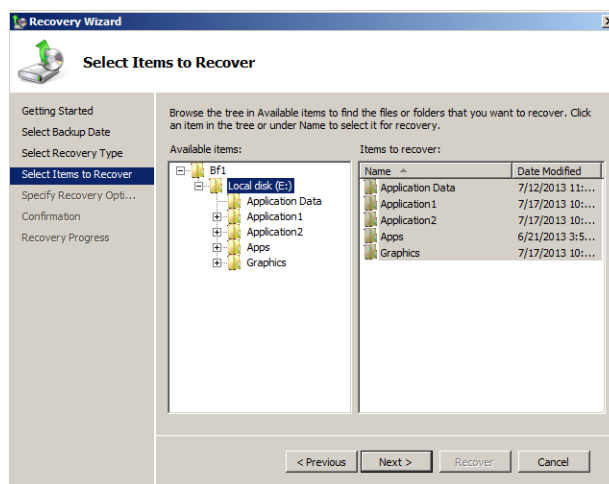 Recovery Wizard
Select Items to Recover
Getting Started
Select Backup Date
Select Recovery Type
Select Items to Recover
Specify Recovery Opti...
Confirmation
Recovery Progress
Browse the tree in Available items to find the files or folders that you want to recover. Click
an item in the tree or under Name to select it for recovery.
Available items:
Bf1
Local disk (E:)
Application Data
Application1
Application2
Apps
Graphics
Items to recover:
Name Date Modified
Application Data 7/12/2013 11:...
Application1 7/17/2013 10:...
Application2 7/17/2013 10:...
Apps 6/21/2013 3:5...
Graphics 7/17/2013 10:...
< Previous Next > Recover Cancel